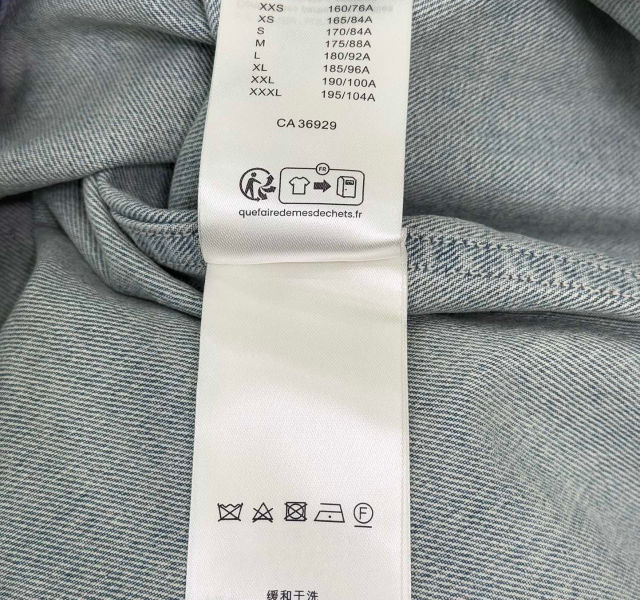 XXS 160/76A
XS 165/84A
S 170/84A
M 175/88A
L 180/92A
XL 185/96A
XXL 190/100A
XXXL 195/104A
CA 36929
FR
quefairedemesdechets.fr
F
缓和干洗